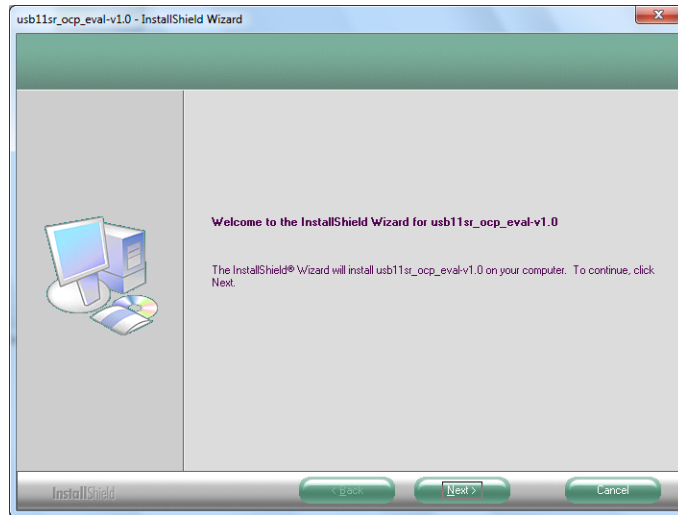 usb11sr_ocp_eval-v1.0 - InstallShield Wizard
Welcome to the InstallShield Wizard for usb11sr_ocp_eval-v1.0
The InstallShield® Wizard will install usb11sr_ocp_eval-v1.0 on your computer. To continue, click
Next.
InstallShield
< Back
Next >
Cancel